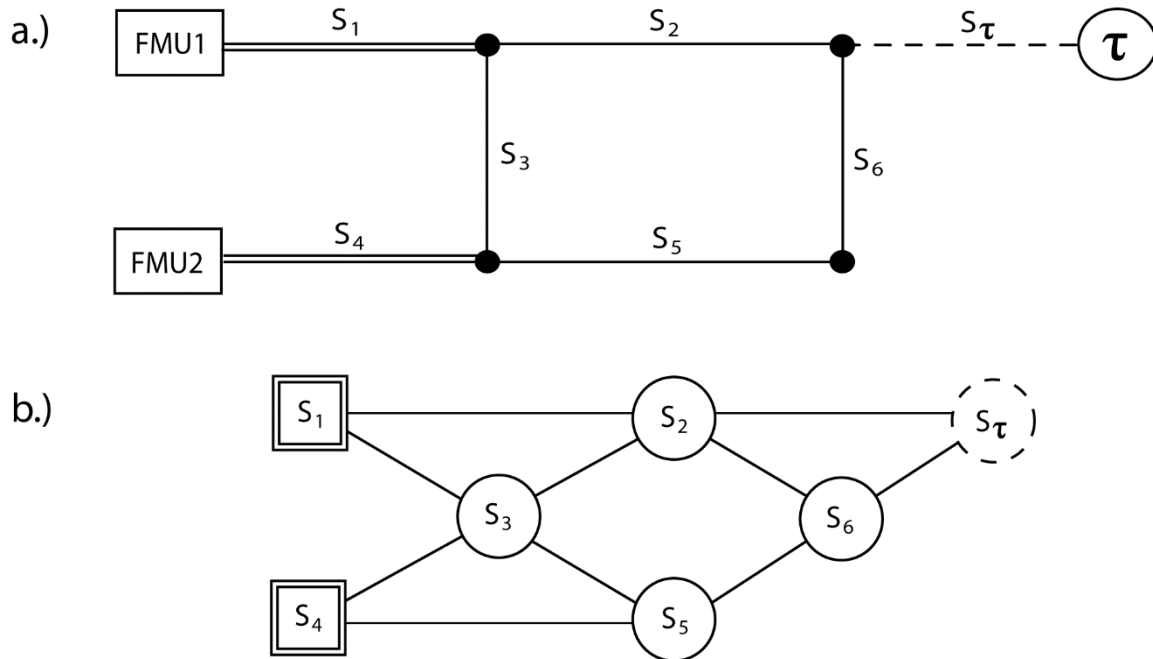 a.)
FMU1 S₁ S₂ Sτ τ
S₃ S₆
FMU2 S₄ S₅
b.)
S₁ S₂ Sτ
S₃ S₆
S₄ S₅